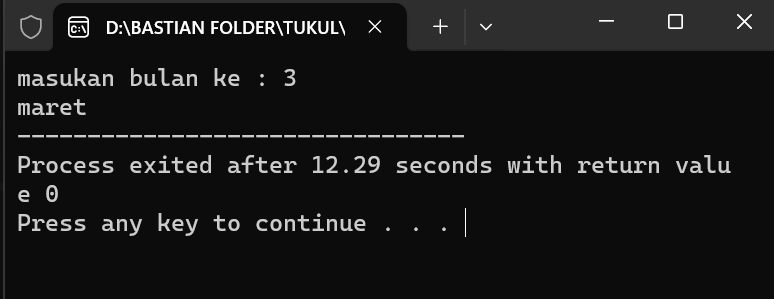 D:\BASTIAN FOLDER\TUKUL\
masukan bulan ke : 3
maret
--------------------------------
Process exited after 12.29 seconds with return valu
e 0
Press any key to continue . . .